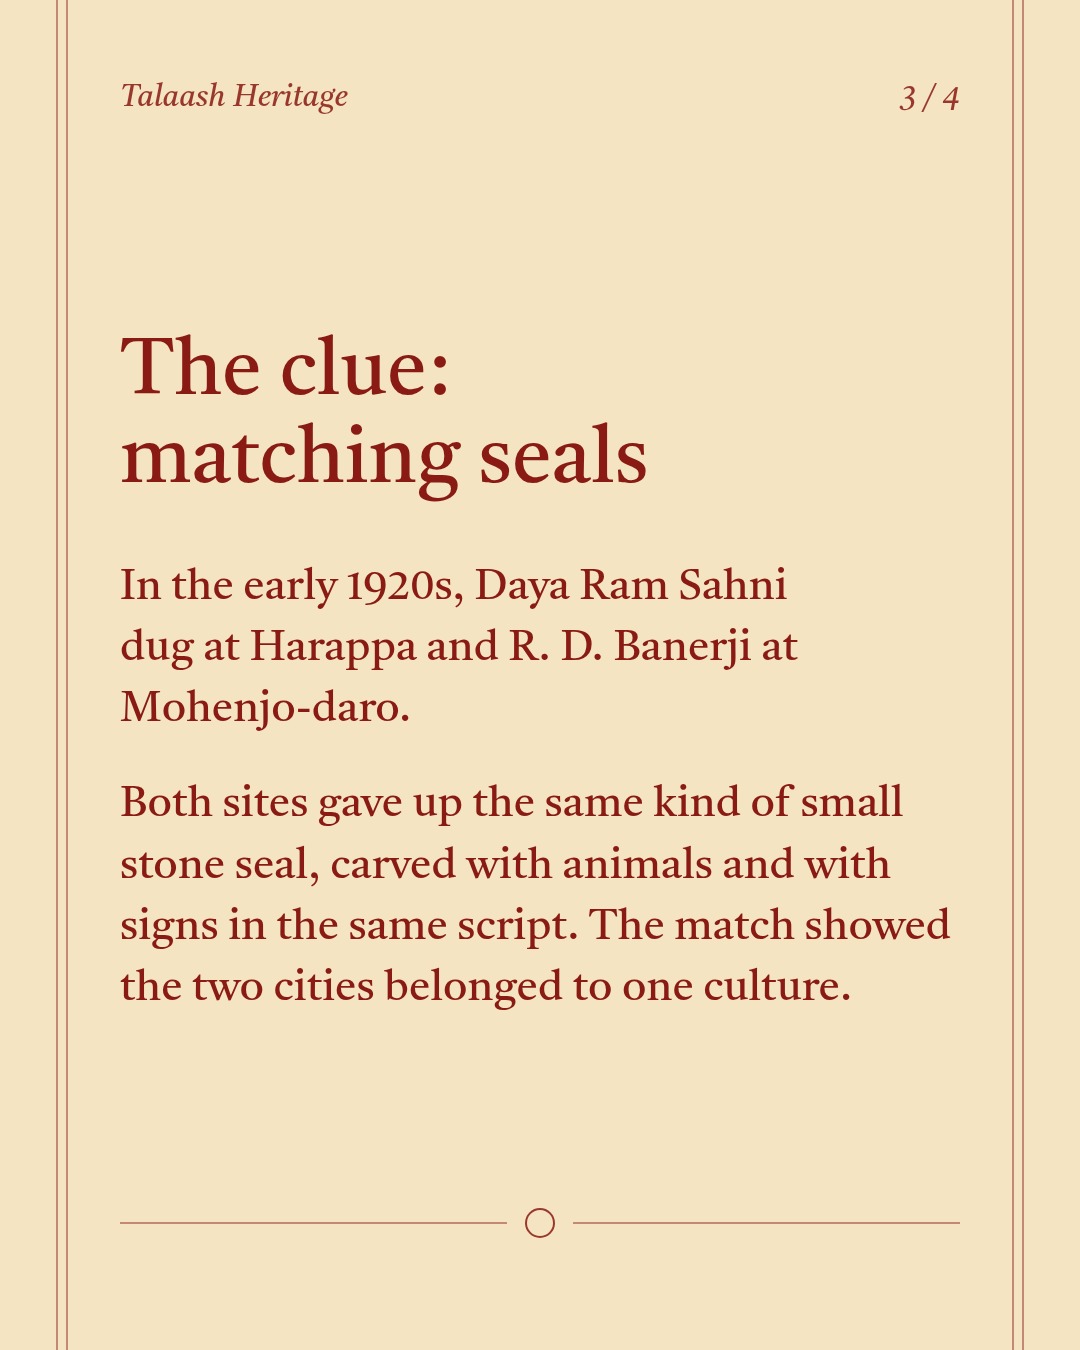 Talaash Heritage
3 / 4
The clue:
matching seals
In the early 1920s, Daya Ram Sahni
dug at Harappa and R. D. Banerji at
Mohenjo-daro.
Both sites gave up the same kind of small
stone seal, carved with animals and with
signs in the same script. The match showed
the two cities belonged to one culture.